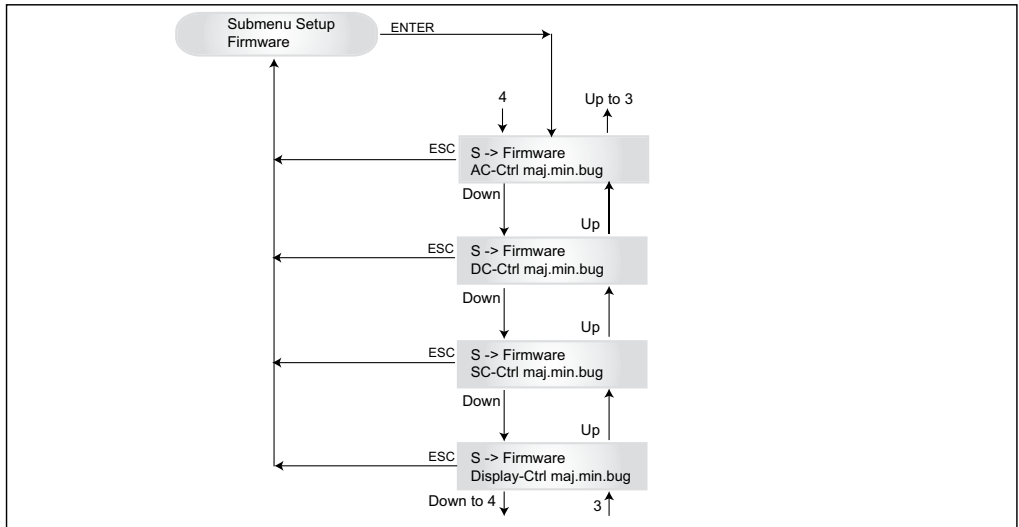 Submenu Setup
Firmware
ENTER
4
Up to 3
ESC
S -> Firmware
AC-Ctrl maj.min.bug
Down
Up
ESC
S -> Firmware
DC-Ctrl maj.min.bug
Down
Up
ESC
S -> Firmware
SC-Ctrl maj.min.bug
Down
Up
ESC
S -> Firmware
Display-Ctrl maj.min.bug
Down to 4
3